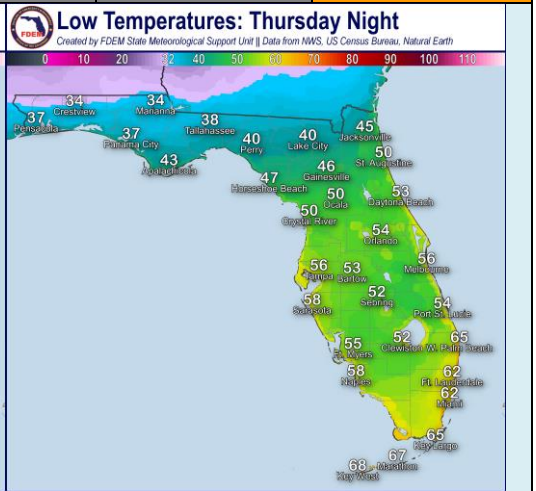 FDEM
Low Temperatures: Thursday Night
Created by FDEM State Meteorological Support Unit || Data from NWS, US Census Bureau, Natural Earth
0 10 20 32 40 50 60 70 80 90 100 110
34
Crestview
34
Marianna
37
Pensacola
37
Panama City
38
Tallahassee
40
Perry
40
Lake City
45
Jacksonville
43
Apalachicola
46
Gainesville
50
St. Augustine
47
Horseshoe Beach
50
Ocala
53
Daytona Beach
50
Crystal River
54
Orlando
56
Melbourne
56
Tampa
53
Bartow
52
Sebring
54
Port St. Lucie
58
Sarasota
55
Ft. Myers
52
Clewiston
65
W. Palm Beach
58
Naples
62
Ft. Lauderdale
62
Miami
65
Key Largo
67
Marathon
68
Key West